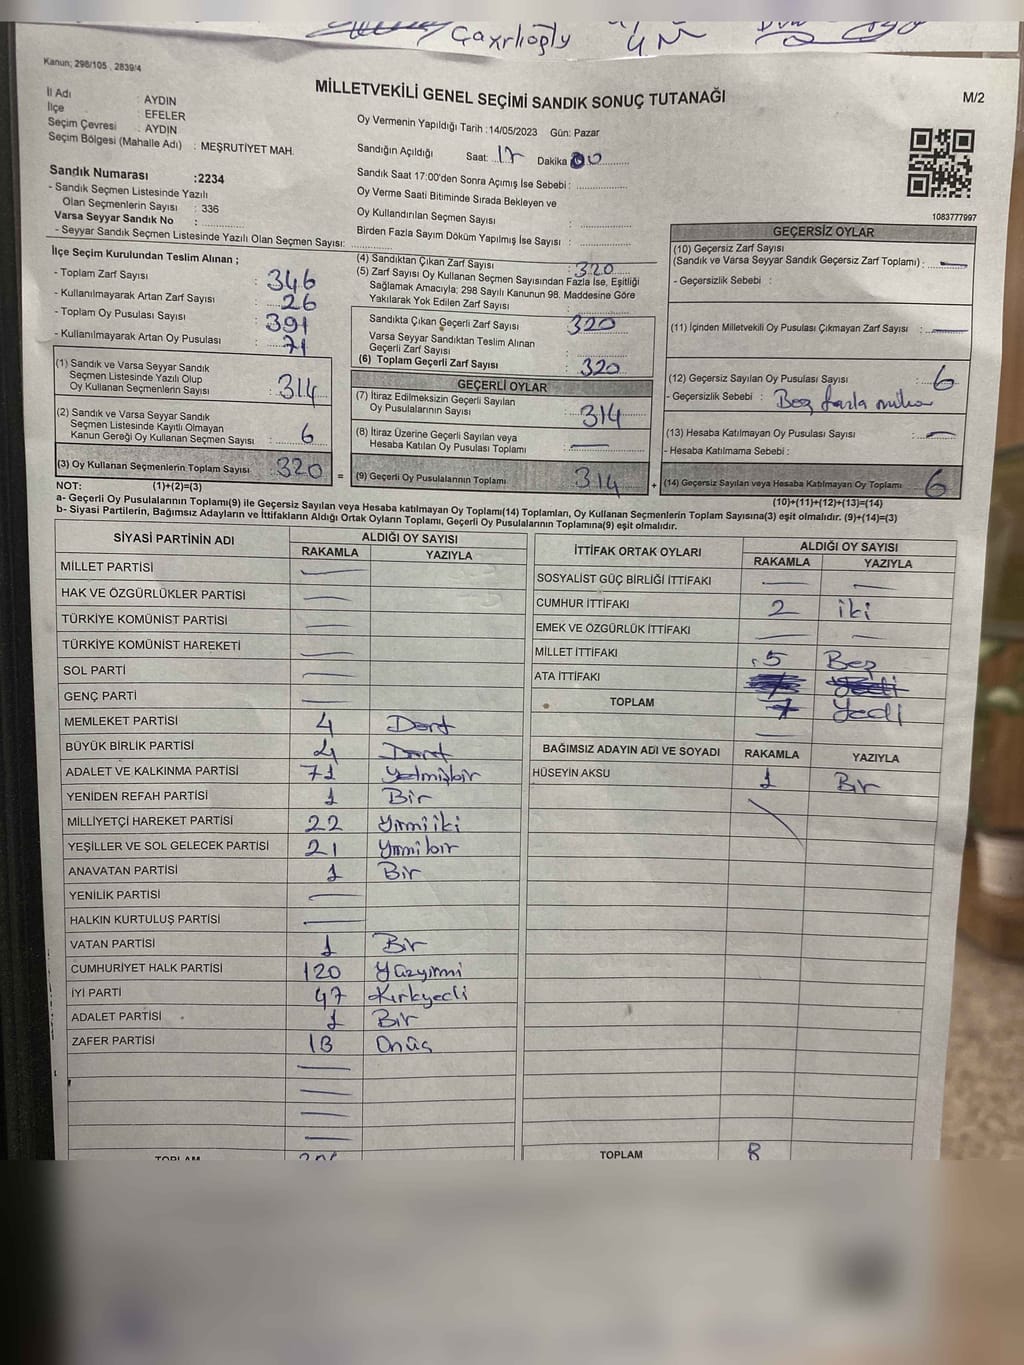 Çaxrlıoğly
Kanun; 298/105 , 2839/4
MİLLETVEKİLİ GENEL SEÇİMİ SANDIK SONUÇ TUTANAĞI
M/2
İl Adı : AYDIN
İlçe : EFELER
Seçim Çevresi : AYDIN
Seçim Bölgesi (Mahalle Adı) : MEŞRUTİYET MAH.
Oy Vermenin Yapıldığı Tarih : 14/05/2023 Gün: Pazar
Sandığın Açıldığı Saat: 17 Dakika 00
Sandık Saat 17:00'den Sonra Açımış İse Sebebi :
Oy Verme Saati Bitiminde Sırada Bekleyen ve
Oy Kullandırılan Seçmen Sayısı :
Birden Fazla Sayım Döküm Yapılmış İse Sayısı :
1083777997
Sandık Numarası :2234
- Sandık Seçmen Listesinde Yazılı
Olan Seçmenlerin Sayısı : 336
Varsa Seyyar Sandık No :
- Seyyar Sandık Seçmen Listesinde Yazılı Olan Seçmen Sayısı:
İlçe Seçim Kurulundan Teslim Alınan ;
- Toplam Zarf Sayısı : 346
- Kullanılmayarak Artan Zarf Sayısı : 26
- Toplam Oy Pusulası Sayısı : 391
- Kullanılmayarak Artan Oy Pusulası : 71
(1) Sandık ve Varsa Seyyar Sandık
Seçmen Listesinde Yazılı Olup
Oy Kullanan Seçmenlerin Sayısı : 314
(2) Sandık ve Varsa Seyyar Sandık
Seçmen Listesinde Kayıtlı Olmayan
Kanun Gereği Oy Kullanan Seçmen Sayısı : 6
(3) Oy Kullanan Seçmenlerin Toplam Sayısı : 320 =
(4) Sandıktan Çıkan Zarf Sayısı : 320
(5) Zarf Sayısı Oy Kullanan Seçmen Sayısından Fazla İse, Eşitliği
Sağlamak Amacıyla; 298 Sayılı Kanunun 98. Maddesine Göre
Yakılarak Yok Edilen Zarf Sayısı :
Sandıkta Çıkan Geçerli Zarf Sayısı : 320
Varsa Seyyar Sandıktan Teslim Alınan
Geçerli Zarf Sayısı :
(6) Toplam Geçerli Zarf Sayısı : 320
GEÇERLİ OYLAR
(7) İtiraz Edilmeksizin Geçerli Sayılan
Oy Pusulalarının Sayısı : 314
(8) İtiraz Üzerine Geçerli Sayılan veya
Hesaba Katılan Oy Pusulası Toplamı : —
(9) Geçerli Oy Pusulalarının Toplamı : 314 +
GEÇERSİZ OYLAR
(10) Geçersiz Zarf Sayısı
(Sandık ve Varsa Seyyar Sandık Geçersiz Zarf Toplamı) : —
- Geçersizlik Sebebi :
(11) İçinden Milletvekili Oy Pusulası Çıkmayan Zarf Sayısı : —
(12) Geçersiz Sayılan Oy Pusulası Sayısı : 6
- Geçersizlik Sebebi : fazla mühür
(13) Hesaba Katılmayan Oy Pusulası Sayısı : —
- Hesaba Katılmama Sebebi :
(14) Geçersiz Sayılan veya Hesaba Katılmayan Oy Toplamı : 6
NOT: (1)+(2)=(3)
(10)+(11)+(12)+(13)=(14)
a- Geçerli Oy Pusulalarının Toplamı(9) ile Geçersiz Sayılan veya Hesaba katılmayan Oy Toplamı(14) Toplamları, Oy Kullanan Seçmenlerin Toplam Sayısına(3) eşit olmalıdır. (9)+(14)=(3)
b- Siyasi Partilerin, Bağımsız Adayların ve İttifakların Aldığı Ortak Oyların Toplamı, Geçerli Oy Pusulalarının Toplamına(9) eşit olmalıdır.
SİYASİ PARTİNİN ADI ALDIĞI OY SAYISI
RAKAMLA YAZIYLA
MİLLET PARTİSİ —
HAK VE ÖZGÜRLÜKLER PARTİSİ —
TÜRKİYE KOMÜNİST PARTİSİ —
TÜRKİYE KOMÜNİST HAREKETİ —
SOL PARTİ —
GENÇ PARTİ —
MEMLEKET PARTİSİ 4 Dört
BÜYÜK BİRLİK PARTİSİ 4 Dört
ADALET VE KALKINMA PARTİSİ 71 Yetmişbir
YENİDEN REFAH PARTİSİ 1 Bir
MİLLİYETÇİ HAREKET PARTİSİ 22 Yirmiiki
YEŞİLLER VE SOL GELECEK PARTİSİ 21 Yirmibir
ANAVATAN PARTİSİ 1 Bir
YENİLİK PARTİSİ —
HALKIN KURTULUŞ PARTİSİ —
VATAN PARTİSİ 1 Bir
CUMHURİYET HALK PARTİSİ 120 Yüzyirmi
İYİ PARTİ 47 Kırkyedi
ADALET PARTİSİ 1 Bir
ZAFER PARTİSİ 13 Onüç
TOPLAM
İTTİFAK ORTAK OYLARI ALDIĞI OY SAYISI
RAKAMLA YAZIYLA
SOSYALİST GÜÇ BİRLİĞİ İTTİFAKI — —
CUMHUR İTTİFAKI 2 iki
EMEK VE ÖZGÜRLÜK İTTİFAKI — —
MİLLET İTTİFAKI 5 Beş
ATA İTTİFAKI
TOPLAM 7 Yedi
BAĞIMSIZ ADAYIN ADI VE SOYADI RAKAMLA YAZIYLA
HÜSEYİN AKSU 1 Bir
TOPLAM 8